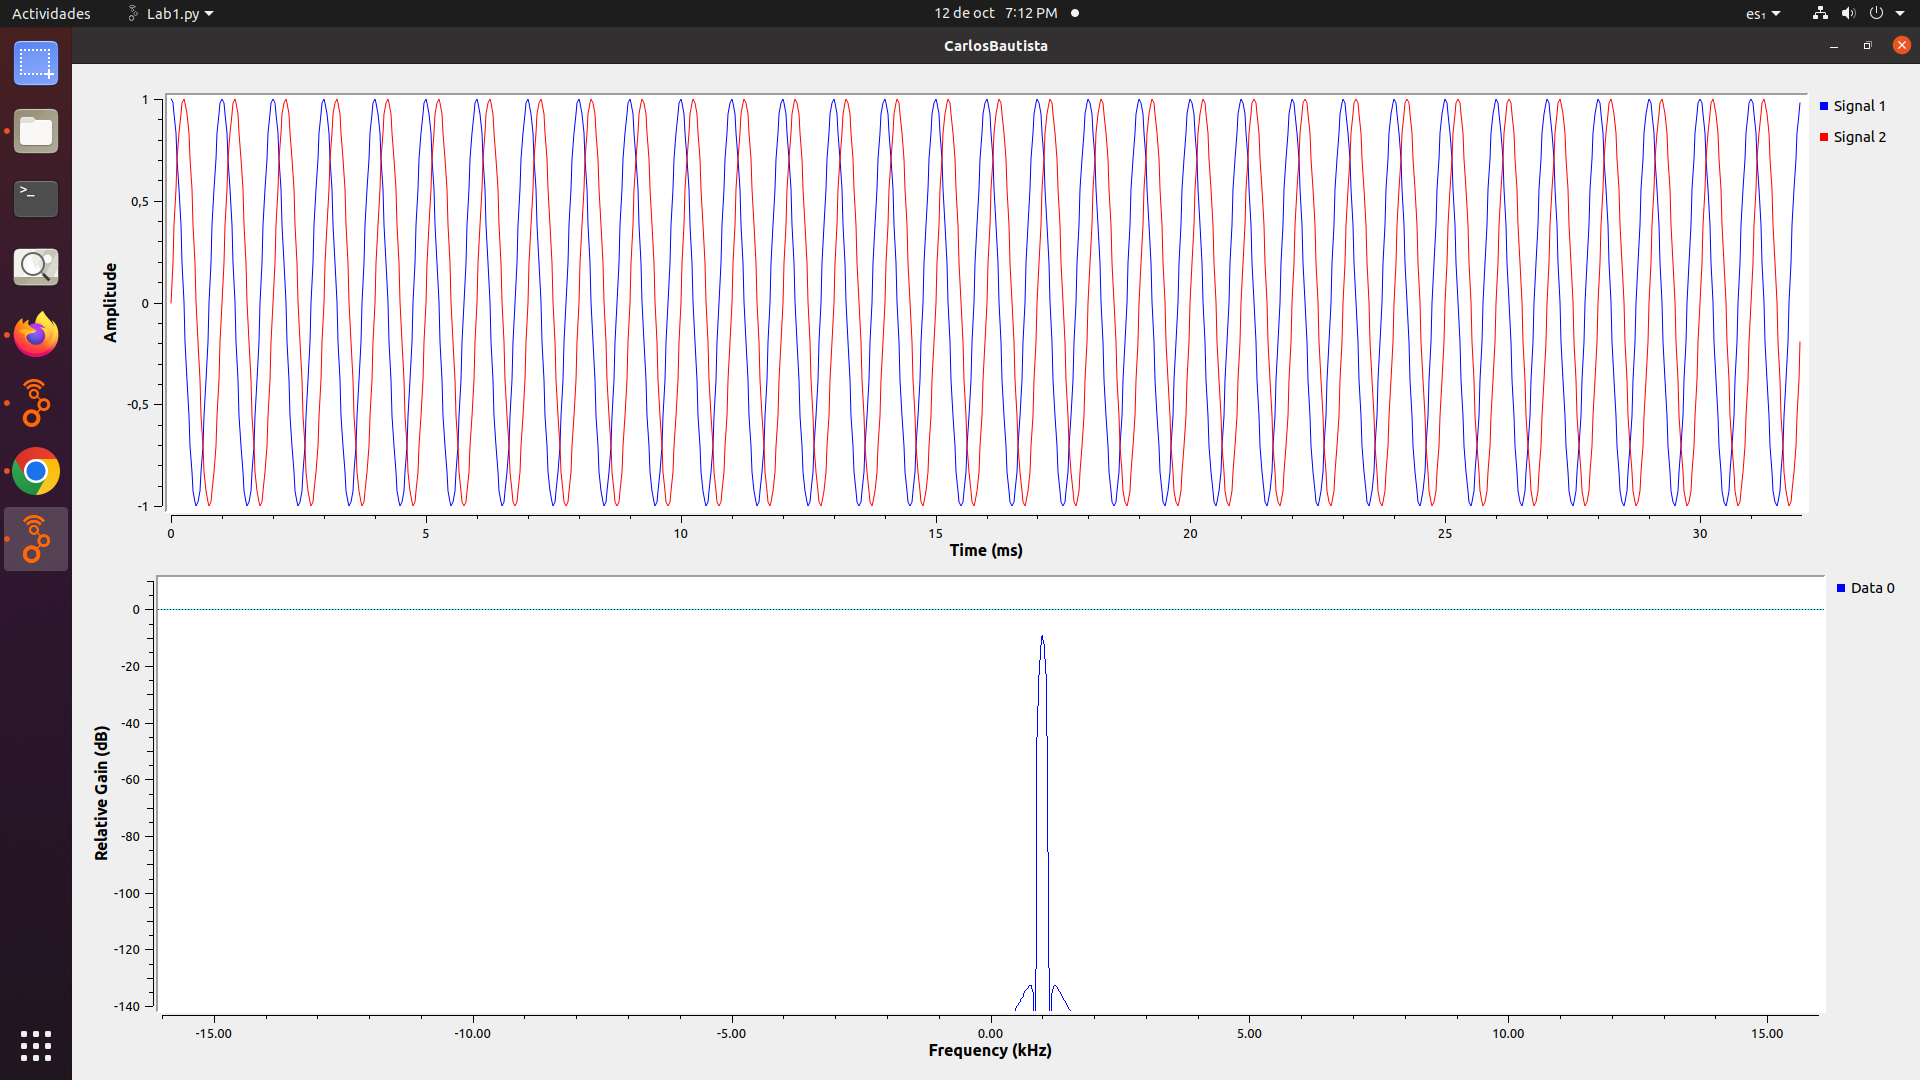 Actividades
Lab1.py
12 de oct 7:12 PM
es₁
CarlosBautista
>_
1
0,5
0
-0,5
-1
Amplitude
0 5 10 15 20 25 30
Time (ms)
Signal 1
Signal 2
0
-20
-40
-60
-80
-100
-120
-140
Relative Gain (dB)
-15.00 -10.00 -5.00 0.00 5.00 10.00 15.00
Frequency (kHz)
Data 0